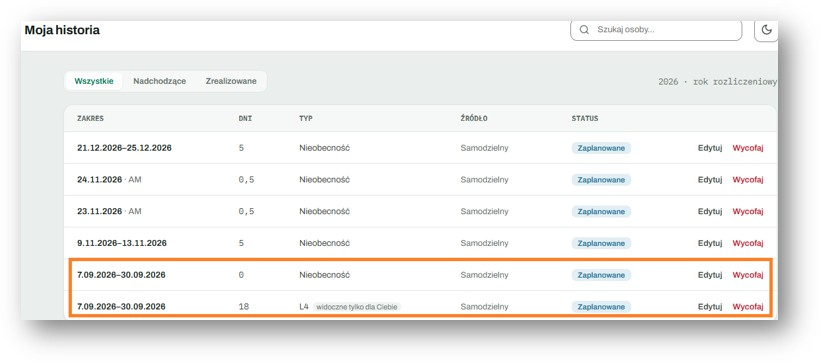 Moja historia
Szukaj osoby...
Wszystkie Nadchodzące Zrealizowane
2026 · rok rozliczeniowy
ZAKRES DNI TYP ŹRÓDŁO STATUS
21.12.2026–25.12.2026 5 Nieobecność Samodzielny Zaplanowane Edytuj Wycofaj
24.11.2026 · AM 0,5 Nieobecność Samodzielny Zaplanowane Edytuj Wycofaj
23.11.2026 · AM 0,5 Nieobecność Samodzielny Zaplanowane Edytuj Wycofaj
9.11.2026–13.11.2026 5 Nieobecność Samodzielny Zaplanowane Edytuj Wycofaj
7.09.2026–30.09.2026 0 Nieobecność Samodzielny Zaplanowane Edytuj Wycofaj
7.09.2026–30.09.2026 18 L4 widoczne tylko dla Ciebie Samodzielny Zaplanowane Edytuj Wycofaj